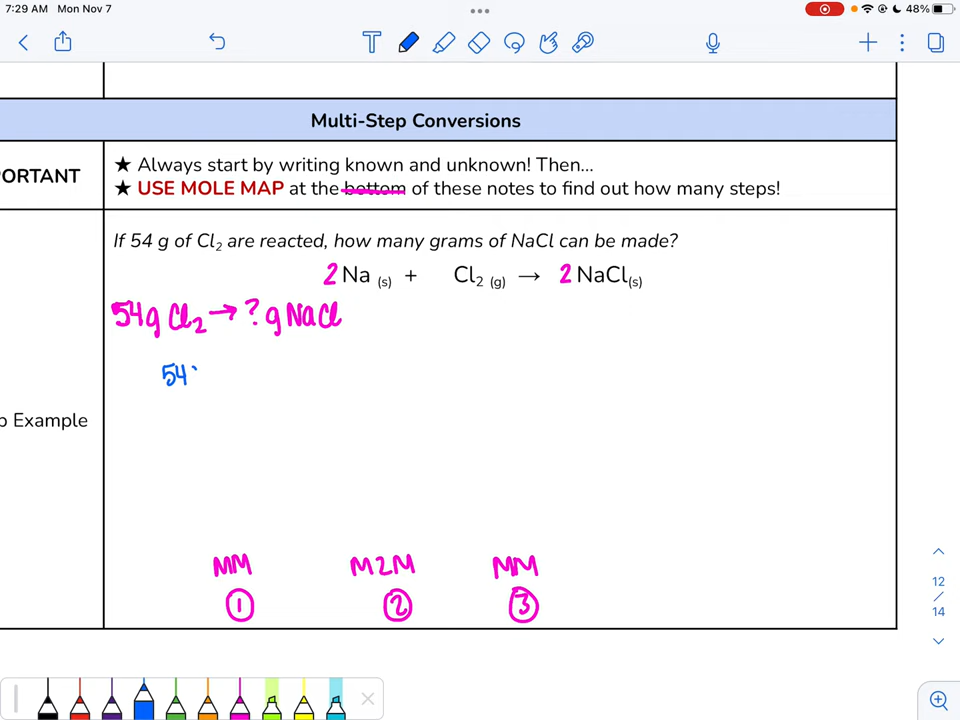 7:29 AM Mon Nov 7
48%
T
Multi-Step Conversions
PORTANT
★ Always start by writing known and unknown! Then...
★ USE MOLE MAP at the bottom of these notes to find out how many steps!
If 54 g of Cl₂ are reacted, how many grams of NaCl can be made?
2 Na (s) + Cl₂ (g) → 2 NaCl(s)
54g Cl₂ → ? g NaCl
54
p Example
MM M2M MM
① ② ③
12
/
14